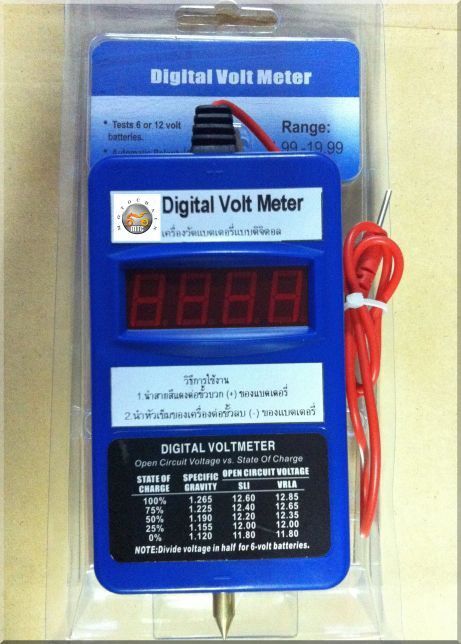 Digital Volt Meter
* Tests 6 or 12 volt
batteries.
Range:
.99 -19.99
* Automatic
MOTOCRAZE
MTC
Digital Volt Meter
เครื่องวัดแบตเตอรี่แบบดิจิตอล
วิธีการใช้งาน
1.นำสายสีแดงต่อขั้วบวก (+) ของแบตเตอรี่
2.นำหัวเข็มของเครื่องต่อขั้วลบ (-) ของแบตเตอรี่
DIGITAL VOLTMETER
Open Circuit Voltage vs. State Of Charge
STATE OF CHARGE SPECIFIC GRAVITY OPEN CIRCUIT VOLTAGE
SLI VRLA
100% 1.265 12.60 12.85
75% 1.225 12.40 12.65
50% 1.190 12.20 12.35
25% 1.155 12.00 12.00
0% 1.120 11.80 11.80
NOTE:Divide voltage in half for 6-volt batteries.